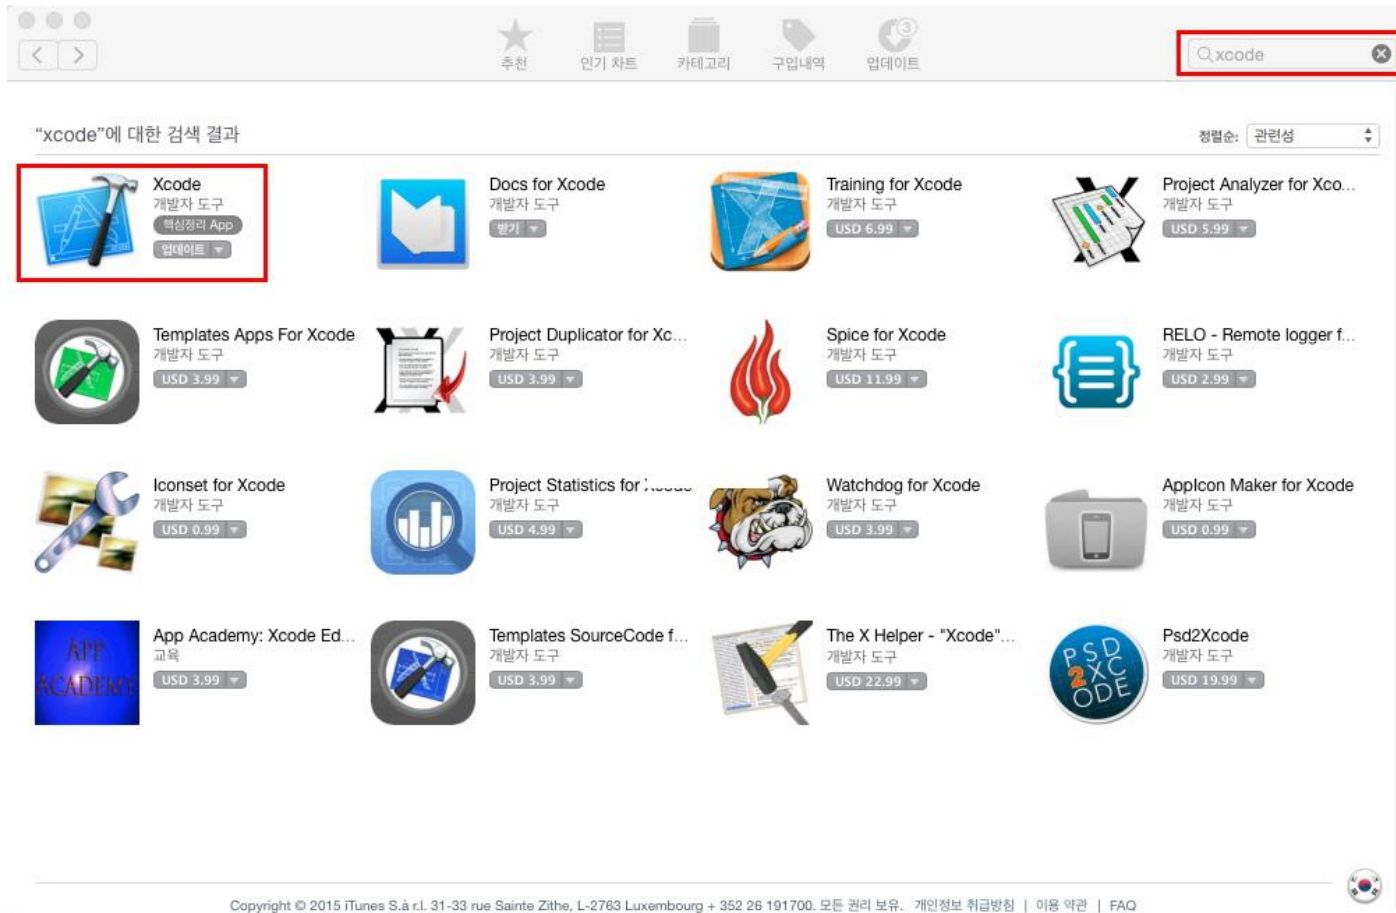 3
추천
인기 차트
카테고리
구입내역
업데이트
xcode
“xcode”에 대한 검색 결과
정렬순: 관련성
Xcode
개발자 도구
핵심정리 App
업데이트
Docs for Xcode
개발자 도구
받기
Training for Xcode
개발자 도구
USD 6.99
Project Analyzer for Xco...
개발자 도구
USD 5.99
Templates Apps For Xcode
개발자 도구
USD 3.99
Project Duplicator for Xc...
개발자 도구
USD 3.99
Spice for Xcode
개발자 도구
USD 11.99
RELO - Remote logger f...
개발자 도구
USD 2.99
Iconset for Xcode
개발자 도구
USD 0.99
Project Statistics for
개발자 도구
USD 4.99
Watchdog for Xcode
개발자 도구
USD 3.99
AppIcon Maker for Xcode
개발자 도구
USD 0.99
APP
ACADEMY
App Academy: Xcode Ed...
교육
USD 3.99
Templates SourceCode f...
개발자 도구
USD 3.99
The X Helper - "Xcode"...
개발자 도구
USD 22.99
PSD
2XC
ODE
Psd2Xcode
개발자 도구
USD 19.99
Copyright © 2015 iTunes S.à r.l. 31-33 rue Sainte Zithe, L-2763 Luxembourg + 352 26 191700. 모든 권리 보유. 개인정보 취급방침 | 이용 약관 | FAQ